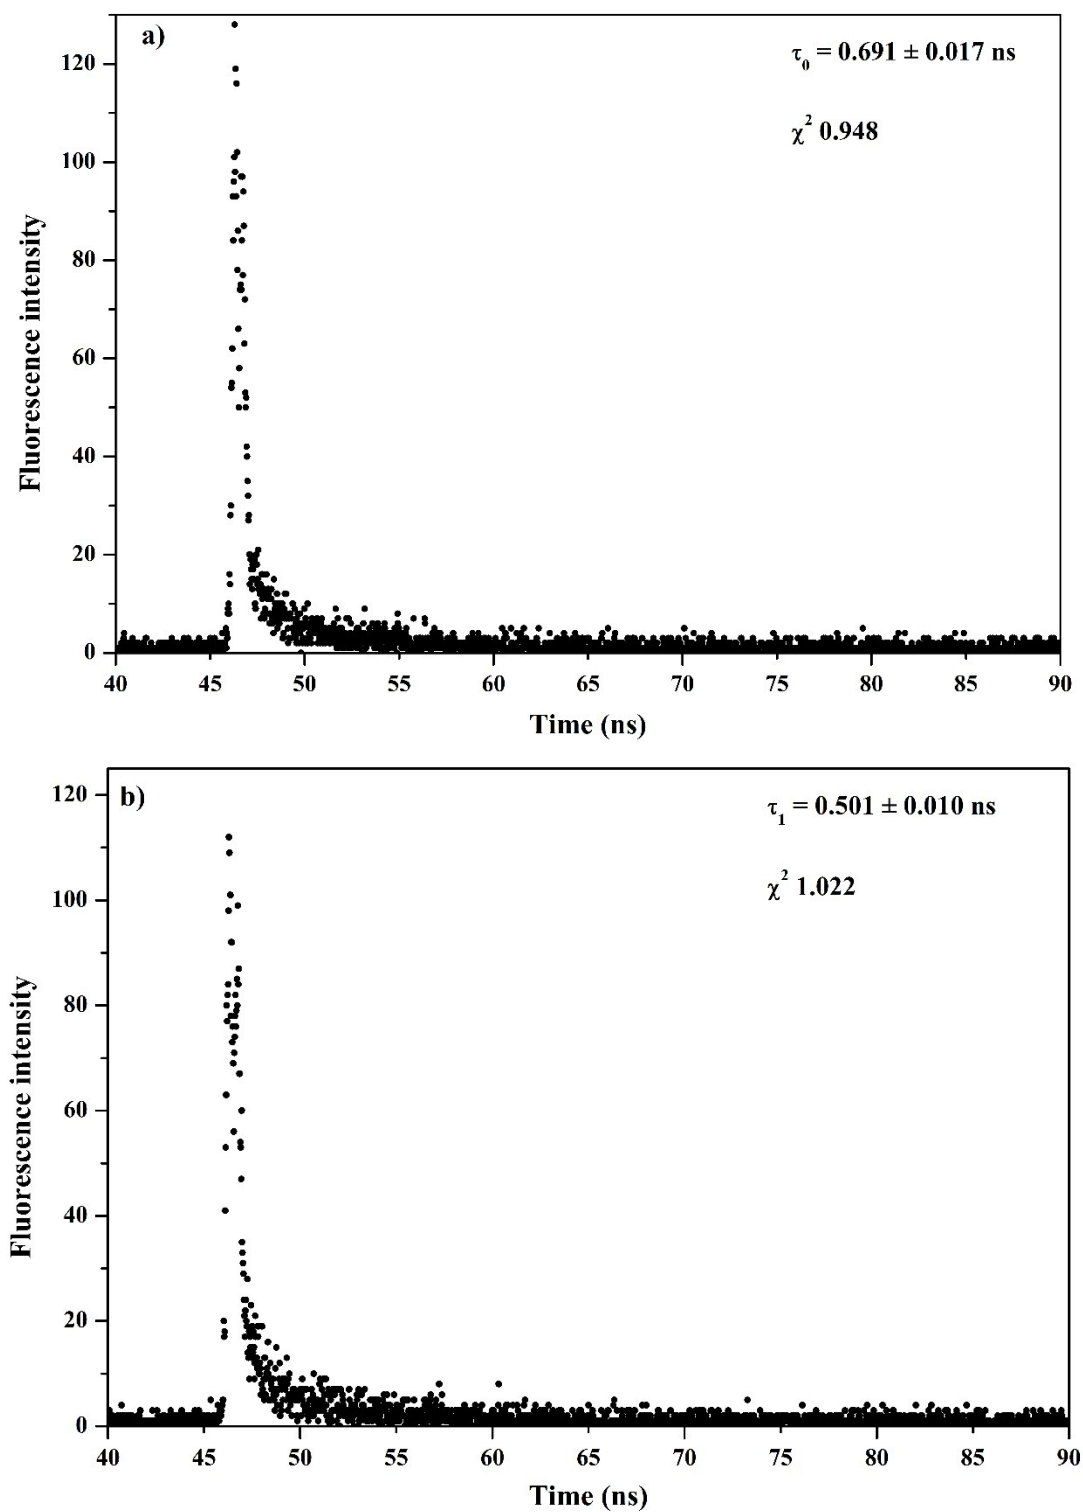 a)
τ₀ = 0.691 ± 0.017 ns
χ² 0.948
120
100
80
60
40
20
0
Fluorescence intensity
40 45 50 55 60 65 70 75 80 85 90
Time (ns)
b)
τ₁ = 0.501 ± 0.010 ns
χ² 1.022
120
100
80
60
40
20
0
Fluorescence intensity
40 45 50 55 60 65 70 75 80 85 90
Time (ns)